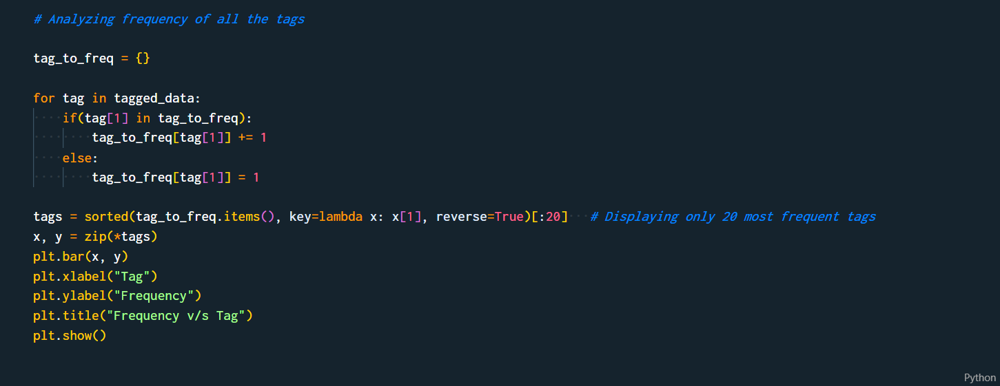 # Analyzing frequency of all the tags
tag_to_freq = {}
for tag in tagged_data:
    if(tag[1] in tag_to_freq):
        tag_to_freq[tag[1]] += 1
    else:
        tag_to_freq[tag[1]] = 1
tags = sorted(tag_to_freq.items(), key=lambda x: x[1], reverse=True)[:20]   # Displaying only 20 most frequent tags
x, y = zip(*tags)
plt.bar(x, y)
plt.xlabel("Tag")
plt.ylabel("Frequency")
plt.title("Frequency v/s Tag")
plt.show()
Python